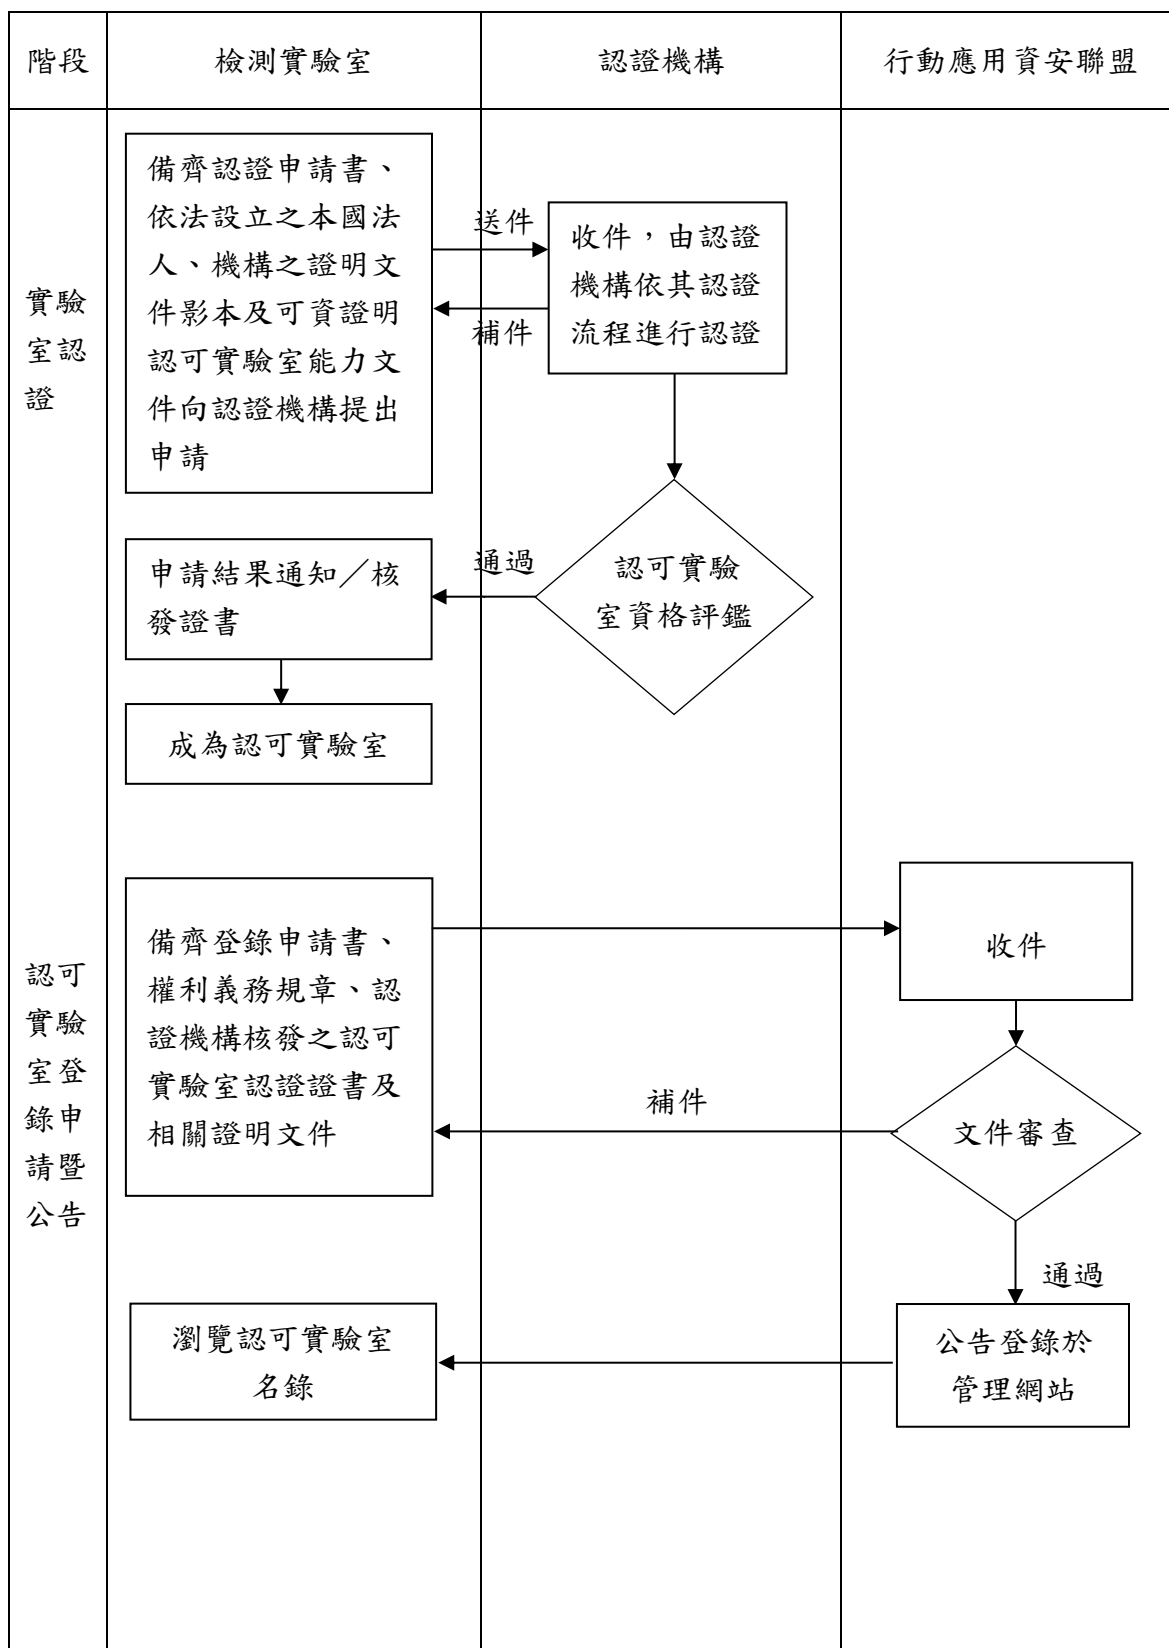 階段
檢測實驗室
認證機構
行動應用資安聯盟
實驗
室認
證
備齊認證申請書、
依法設立之本國法
人、機構之證明文
件影本及可資證明
認可實驗室能力文
件向認證機構提出
申請
送件
補件
收件，由認證
機構依其認證
流程進行認證
認可實驗
室資格評鑑
通過
申請結果通知／核
發證書
成為認可實驗室
認可
實驗
室登
錄申
請暨
公告
備齊登錄申請書、
權利義務規章、認
證機構核發之認可
實驗室認證證書及
相關證明文件
收件
文件審查
補件
通過
公告登錄於
管理網站
瀏覽認可實驗室
名錄